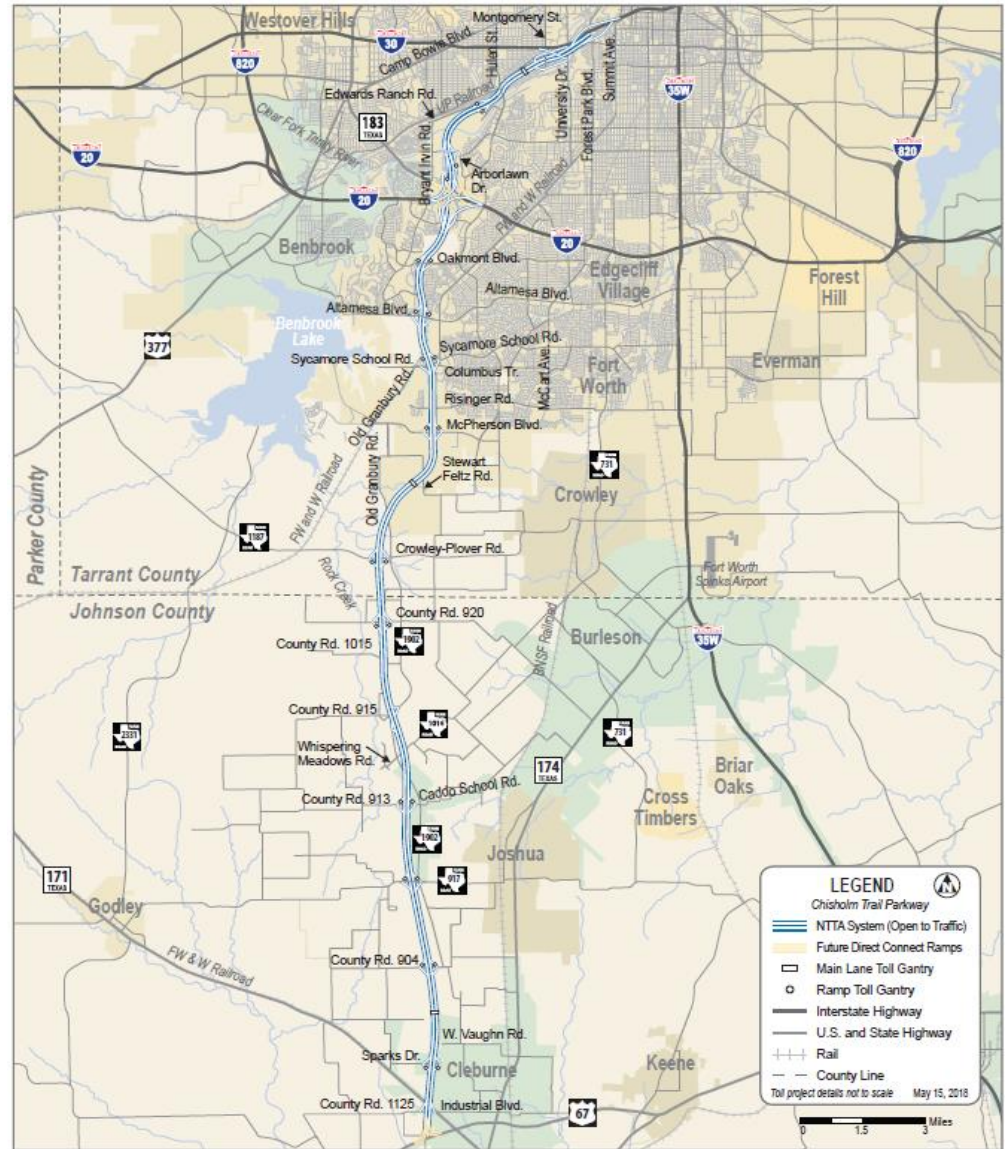 Westover Hills
Montgomery St.
30
820
Camp Bowie Blvd.
Hulen St.
University Dr.
Forest Park Blvd.
Summit Ave.
35W
Edwards Ranch Rd.
UP Railroad
183
TEXAS
Clear Fork Trinity River
Bryant Irvin Rd.
Arborlawn
Dr.
FW and W Railroad
20
820
20
20
Benbrook
Oakmont Blvd.
Edgecliff
Village
Forest
Hill
Altamesa Blvd.
Altamesa Blvd.
Benbrook
Lake
377
Sycamore School Rd.
Sycamore School Rd.
Columbus Tr.
McCart Ave.
Fort
Worth
Everman
Risinger Rd.
Old Granbury Rd.
McPherson Blvd.
Old Granbury Rd.
Stewart
Feltz Rd.
FW and W Railroad
731
Crowley
1187
Parker County
Crowley-Plover Rd.
Rock Creek
Fort Worth
Spinks Airport
Tarrant County
Johnson County
County Rd. 920
County Rd. 1015
1902
BNSF Railroad
Burleson
35W
County Rd. 915
1014
731
2331
Whispering
Meadows Rd.
174
TEXAS
Briar
Oaks
County Rd. 913
Caddo School Rd.
Cross
Timbers
1902
Joshua
171
TEXAS
917
Godley
FW & W Railroad
County Rd. 904
W. Vaughn Rd.
Sparks Dr.
Cleburne
Keene
County Rd. 1125
Industrial Blvd.
67
LEGEND
N
Chisholm Trail Parkway
NTTA System (Open to Traffic)
Future Direct Connect Ramps
Main Lane Toll Gantry
Ramp Toll Gantry
Interstate Highway
U.S. and State Highway
Rail
County Line
Toll project details not to scale May 15, 2018
0 1.5 3 Miles